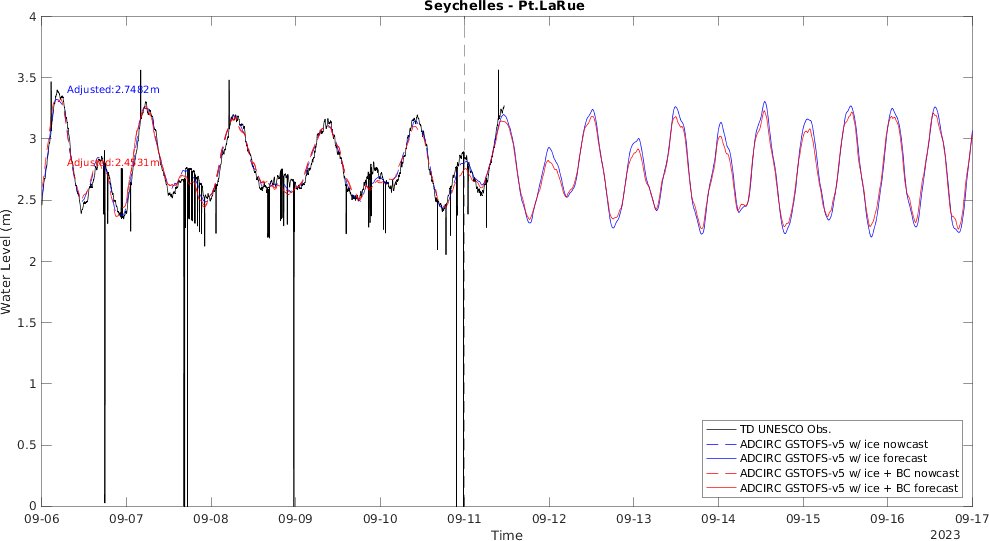 Seychelles - Pt.LaRue
4
3.5
3
2.5
2
1.5
1
0.5
0
Water Level (m)
Adjusted:2.7482m
Adjusted:2.4531m
09-06 09-07 09-08 09-09 09-10 09-11 09-12 09-13 09-14 09-15 09-16 09-17
Time
2023
TD UNESCO Obs.
ADCIRC GSTOFS-v5 w/ ice nowcast
ADCIRC GSTOFS-v5 w/ ice forecast
ADCIRC GSTOFS-v5 w/ ice + BC nowcast
ADCIRC GSTOFS-v5 w/ ice + BC forecast